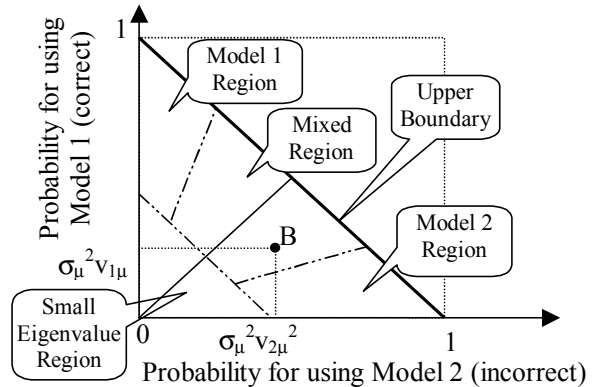 1
Model 1
Region
Mixed
Region
Upper
Boundary
Model 2
Region
Probability for using
Model 1 (correct)
B
σμ²v1μ
Small
Eigenvalue
Region
0
σμ²v2μ²
1
Probability for using Model 2 (incorrect)